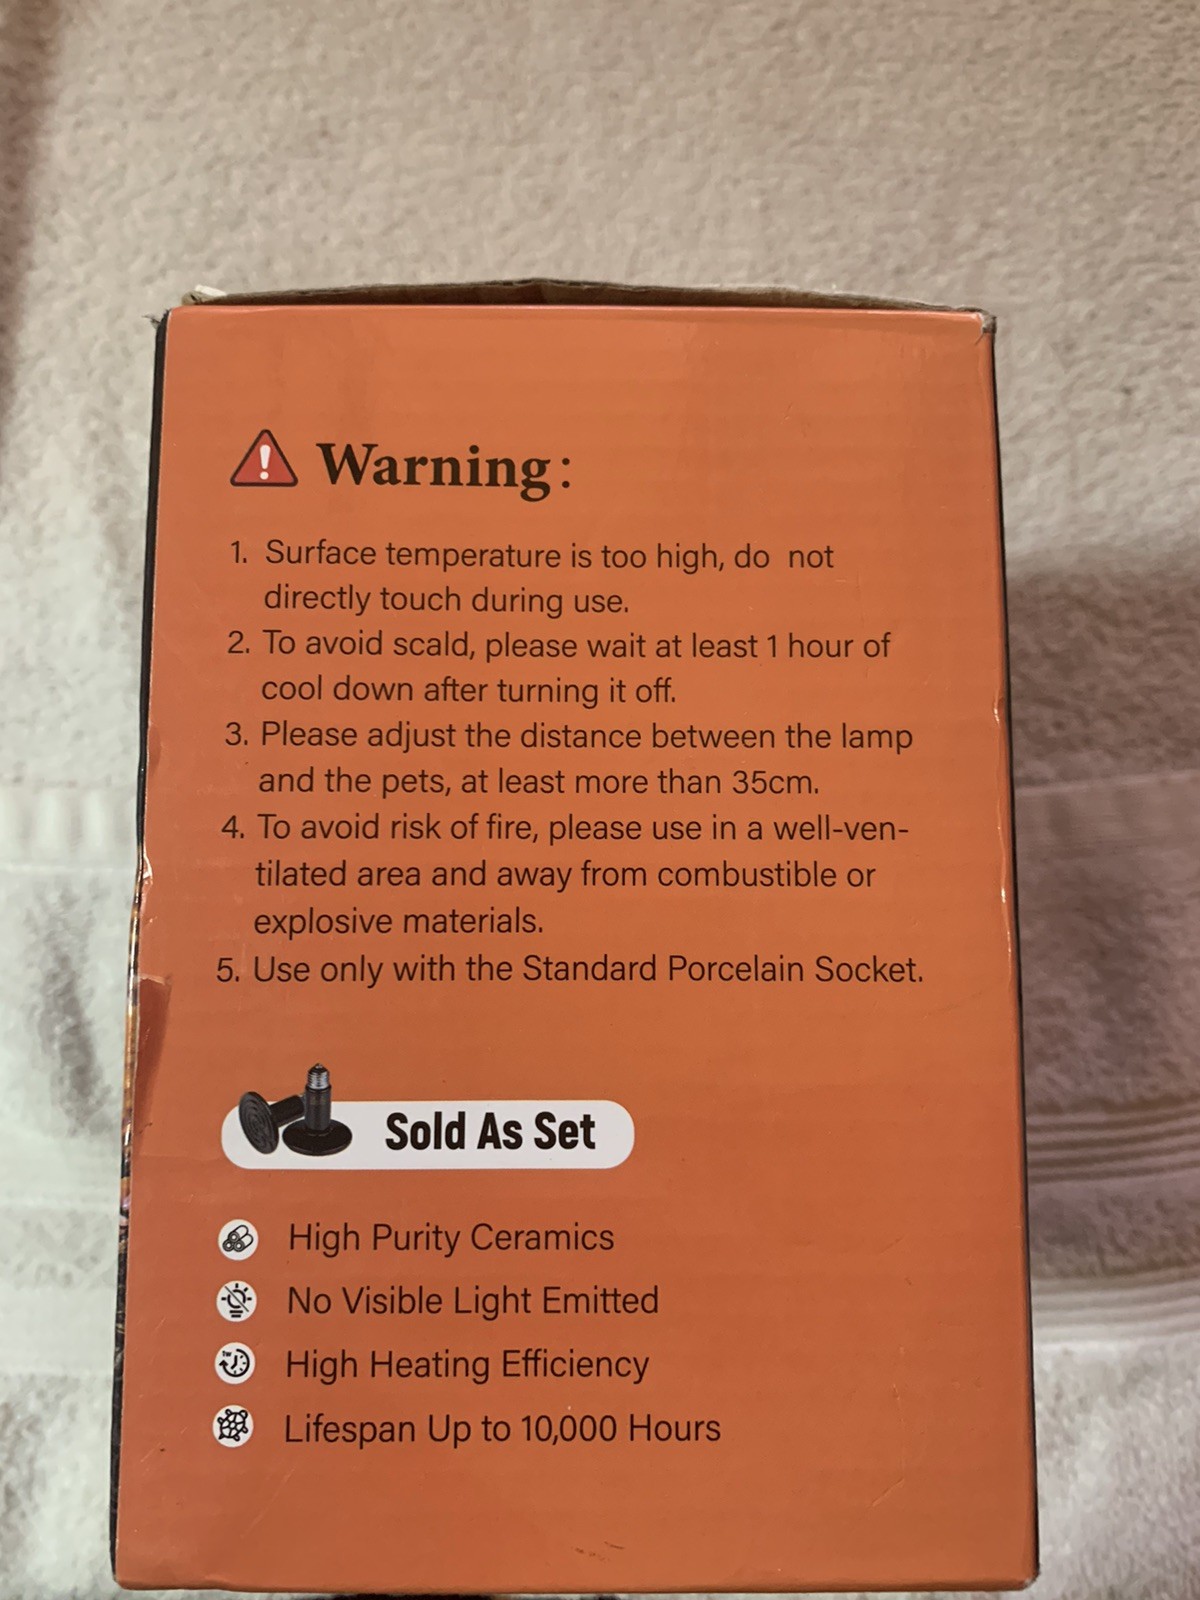 Warning:
1. Surface temperature is too high, do not
directly touch during use.
2. To avoid scald, please wait at least 1 hour of
cool down after turning it off.
3. Please adjust the distance between the lamp
and the pets, at least more than 35cm.
4. To avoid risk of fire, please use in a well-ven-
tilated area and away from combustible or
explosive materials.
5. Use only with the Standard Porcelain Socket.
Sold As Set
High Purity Ceramics
No Visible Light Emitted
High Heating Efficiency
Lifespan Up to 10,000 Hours